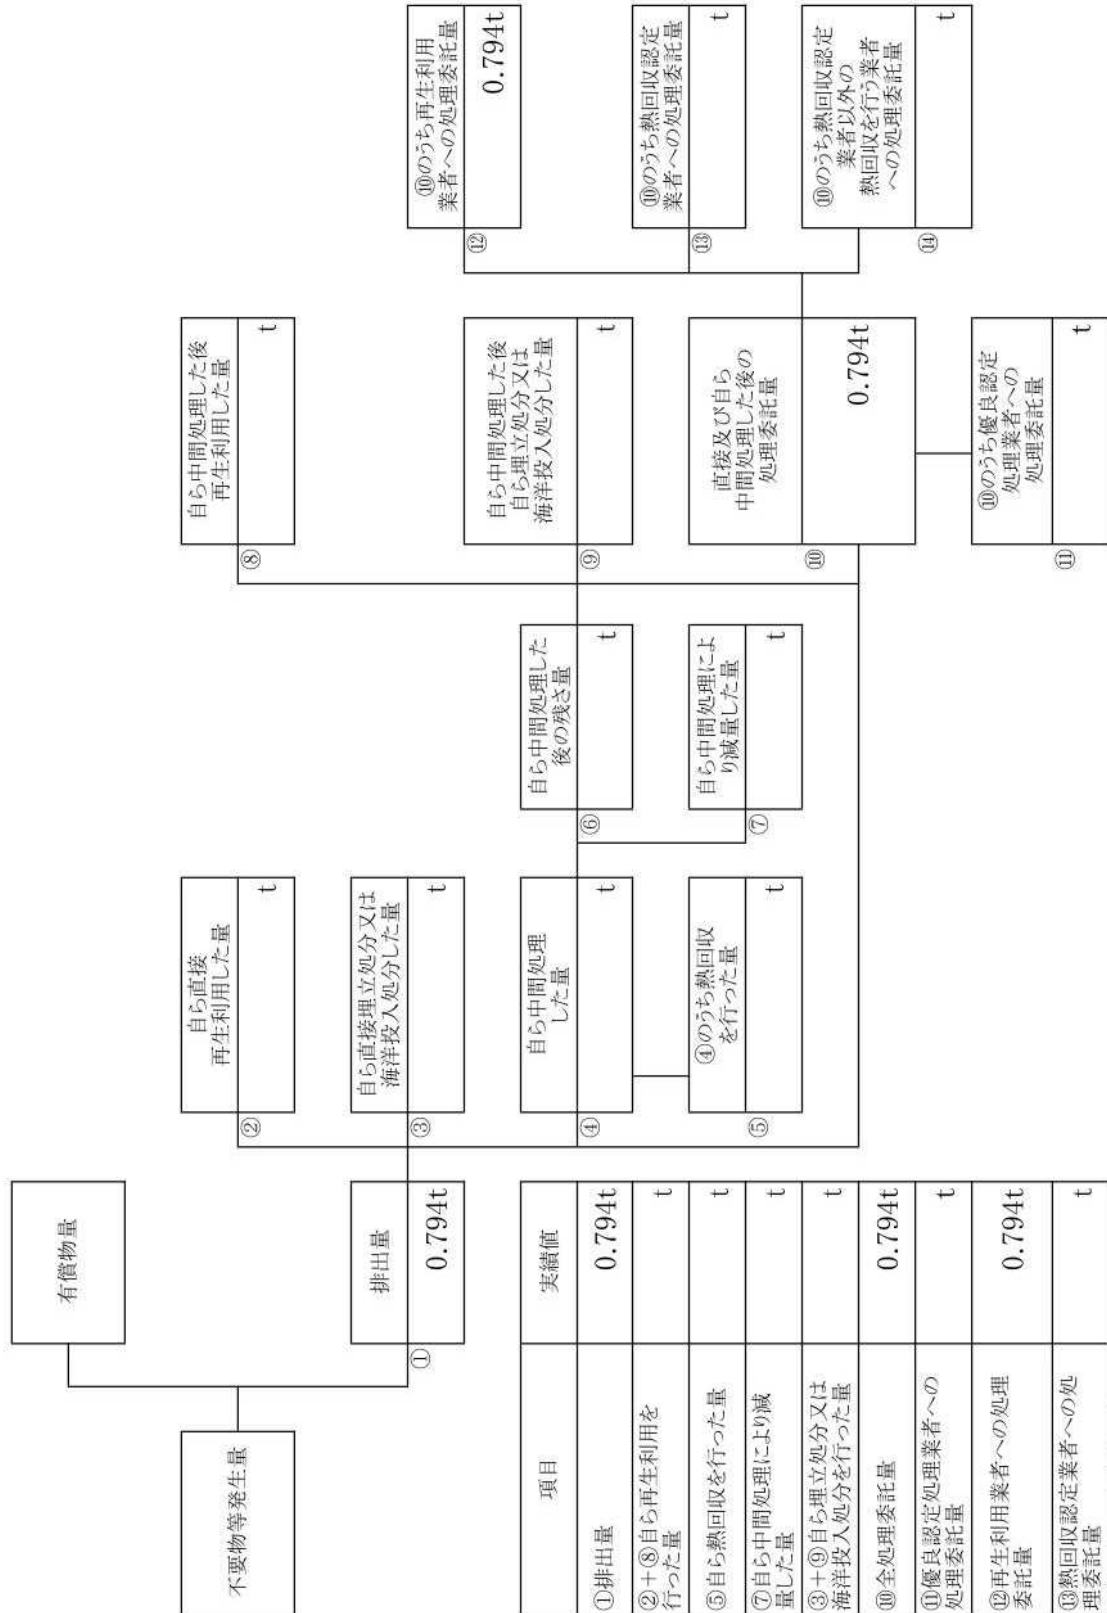 不要物等発生量
有償物量
排出量
①
0.794t
自ら直接
再生利用した量
②
t
自ら直接埋立処分又は
海洋投入処分した量
③
t
自ら中間処理
した量
④
t
④のうち熱回収
を行った量
⑤
t
自ら中間処理した
後の残さ量
⑥
t
自ら中間処理によ
り減量した量
⑦
t
自ら中間処理した後
再生利用した量
⑧
t
自ら中間処理した後
自ら埋立処分又は
海洋投入処分した量
⑨
t
直接及び自ら
中間処理した後の
処理委託量
⑩
0.794t
⑩のうち優良認定
処理業者への
処理委託量
⑪
t
⑩のうち再生利用
業者への処理委託量
⑫
0.794t
⑩のうち熱回収認定
業者への処理委託量
⑬
t
⑩のうち熱回収認定
業者以外の
熱回収を行う業者
への処理委託量
⑭
t
項目
実績値
①排出量
0.794t
②+⑧自ら再生利用を
行った量
t
⑤自ら熱回収を行った量
t
⑦自ら中間処理により減
量した量
t
③+⑨自ら埋立処分又は
海洋投入処分を行った量
t
⑩全処理委託量
0.794t
⑪優良認定処理業者への
処理委託量
t
⑫再生利用業者への処理
委託量
0.794t
⑬熱回収認定業者への処
理委託量
t